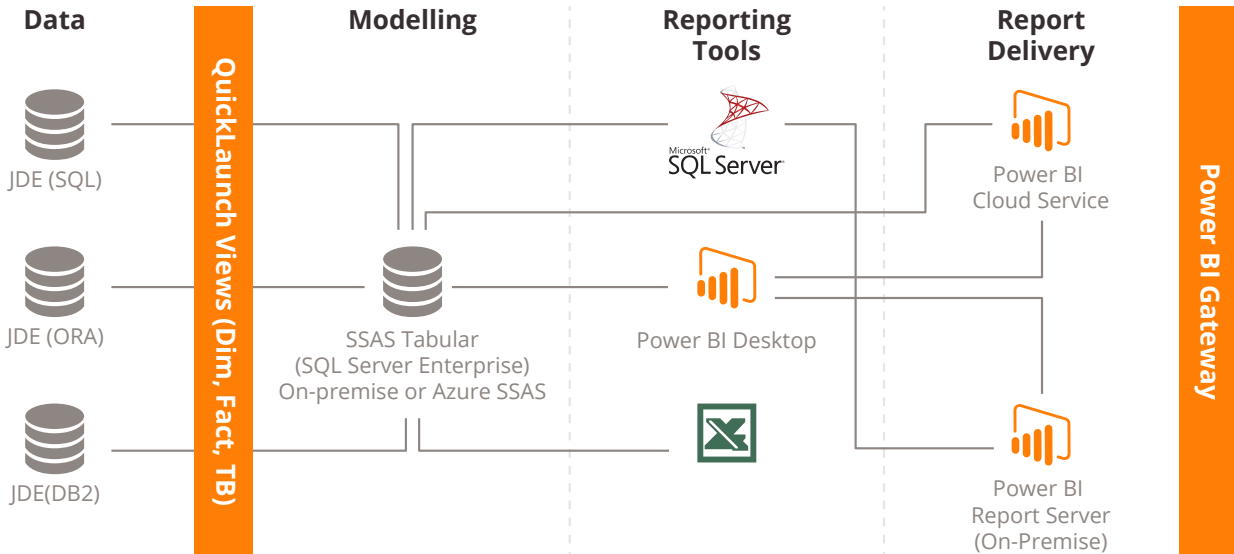 Data
Modelling
Reporting
Tools
Report
Delivery
QuickLaunch Views (Dim, Fact, TB)
JDE (SQL)
JDE (ORA)
JDE(DB2)
SSAS Tabular
(SQL Server Enterprise)
On-premise or Azure SSAS
Microsoft®
SQL Server®
Power BI Desktop
Power BI
Cloud Service
Power BI
Report Server
(On-Premise)
Power BI Gateway